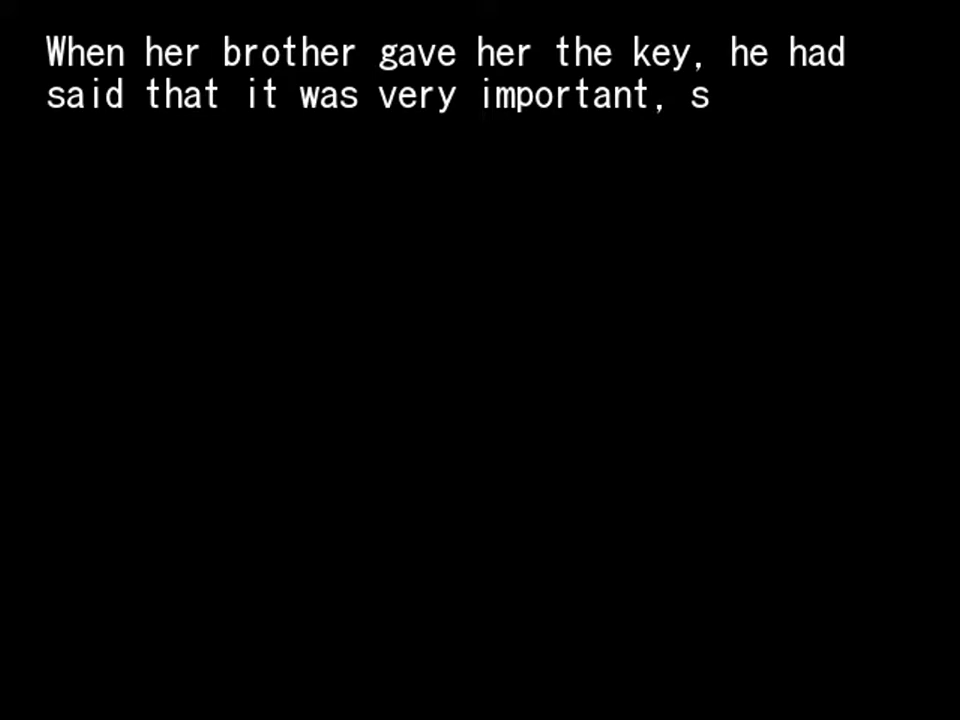 When her brother gave her the key, he had
said that it was very important, s